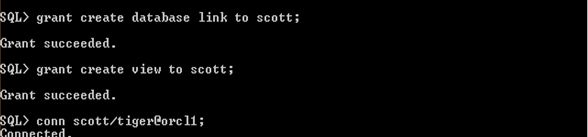 SQL> grant create database link to scott;
Grant succeeded.
SQL> grant create view to scott;
Grant succeeded.
SQL> conn scott/tiger@orcl1;
Connected.